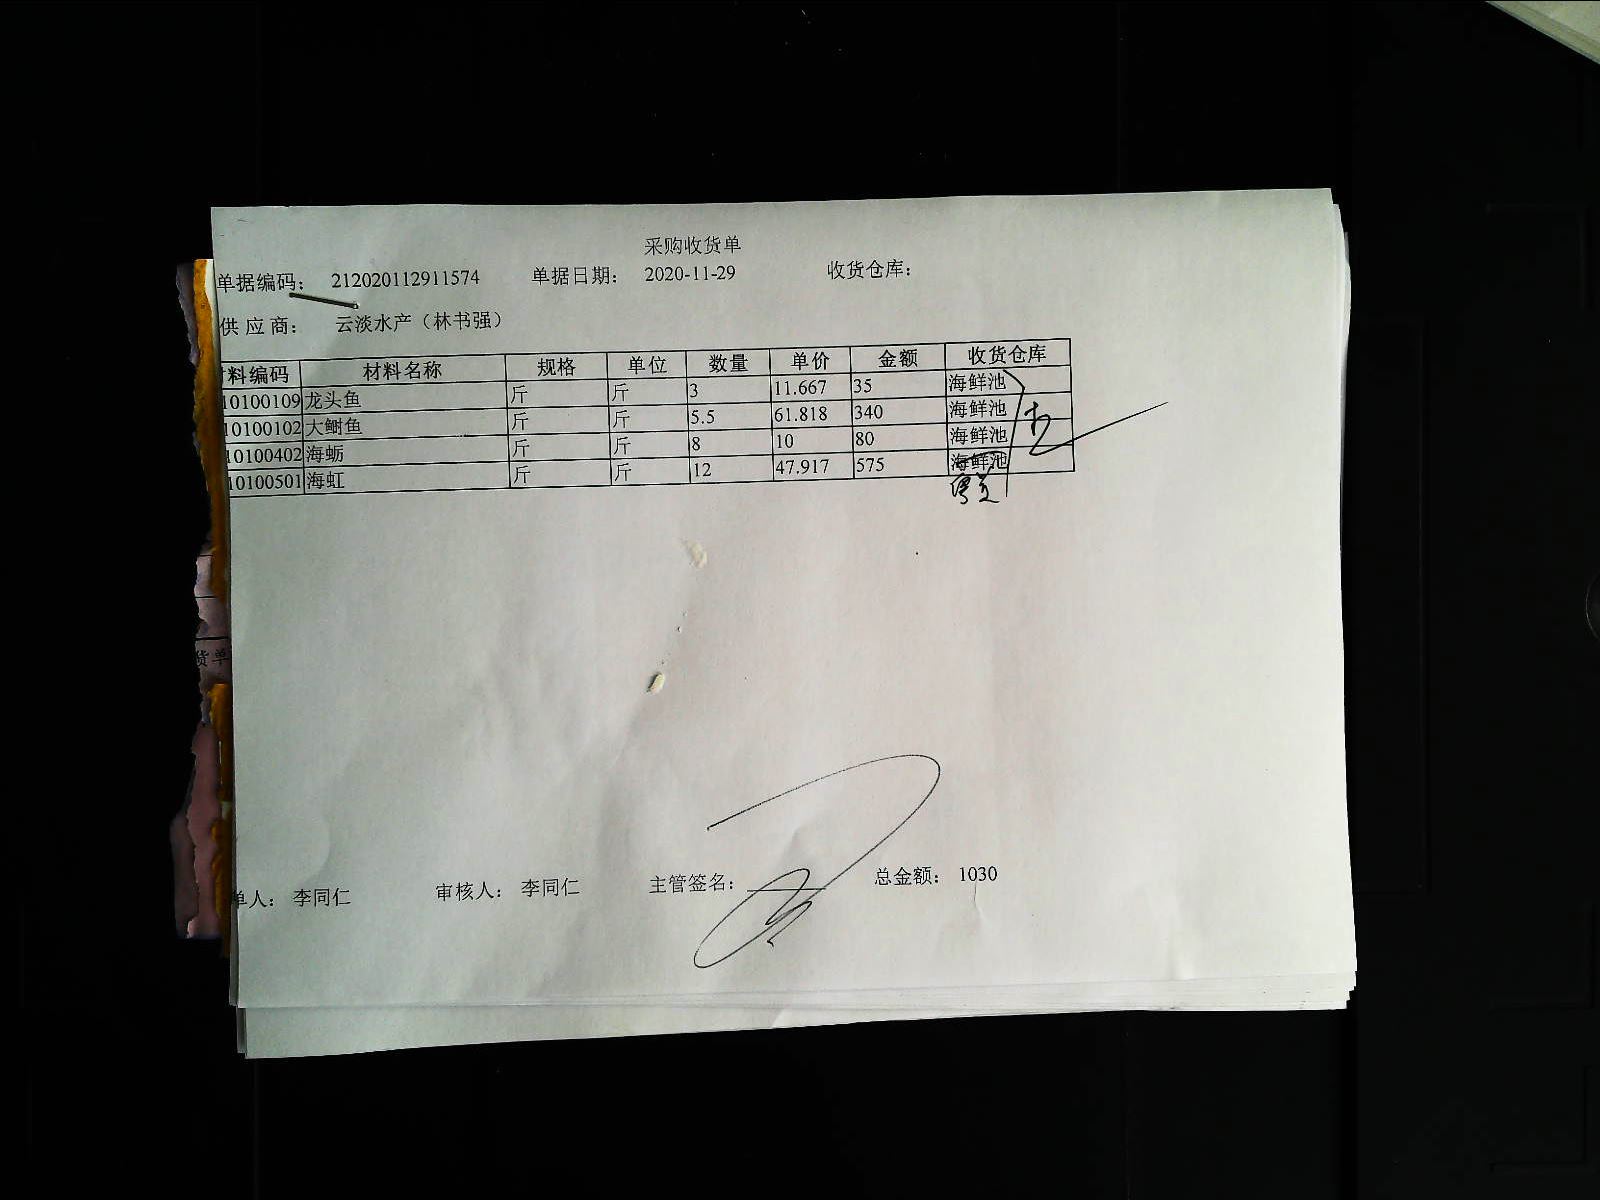 采购收货单
单据编码： 212020112911574 单据日期： 2020-11-29 收货仓库：
供应商： 云淡水产（林书强）
料编码 材料名称 规格 单位 数量 单价 金额 收货仓库
10100109 龙头鱼 斤 斤 3 11.667 35 海鲜池
10100102 大鲋鱼 斤 斤 5.5 61.818 340 海鲜池
10100402 海蛎 斤 斤 8 10 80 海鲜池
10100501 海虹 斤 斤 12 47.917 575 海鲜池
货单
单人： 李同仁 审核人： 李同仁 主管签名： 总金额： 1030